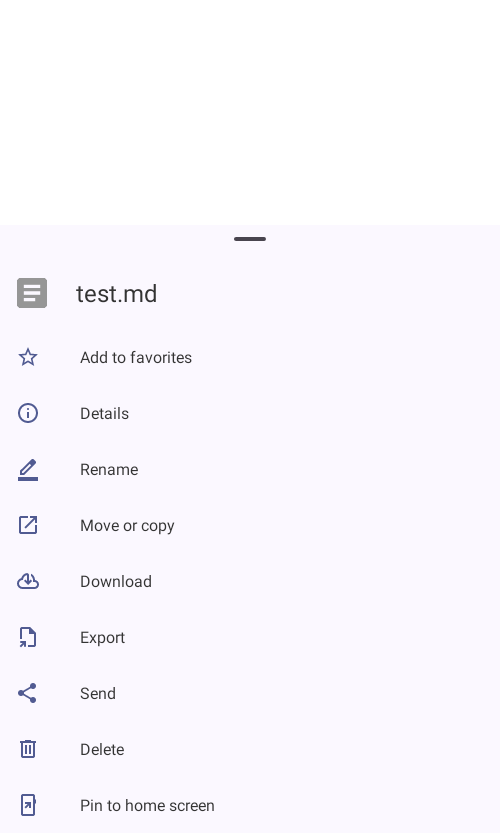 test.md
Add to favorites
Details
Rename
Move or copy
Download
Export
Send
Delete
Pin to home screen